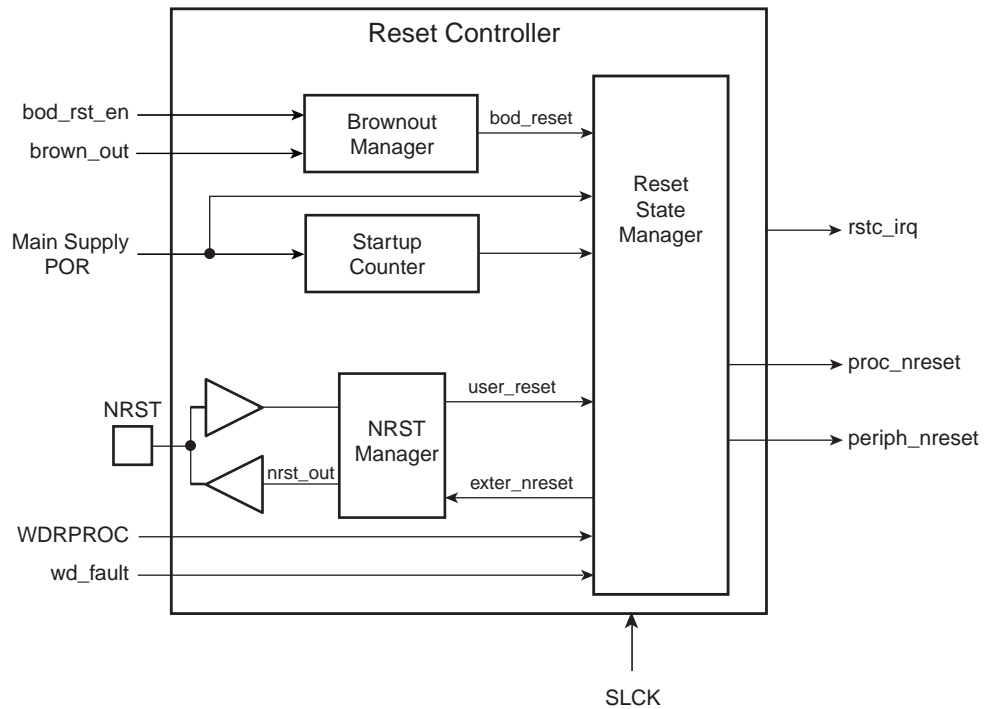 Reset Controller
bod_rst_en
brown_out
Brownout
Manager
bod_reset
Reset
State
Manager
Main Supply
POR
Startup
Counter
rstc_irq
proc_nreset
periph_nreset
NRST
NRST
Manager
user_reset
nrst_out
exter_nreset
WDRPROC
wd_fault
SLCK